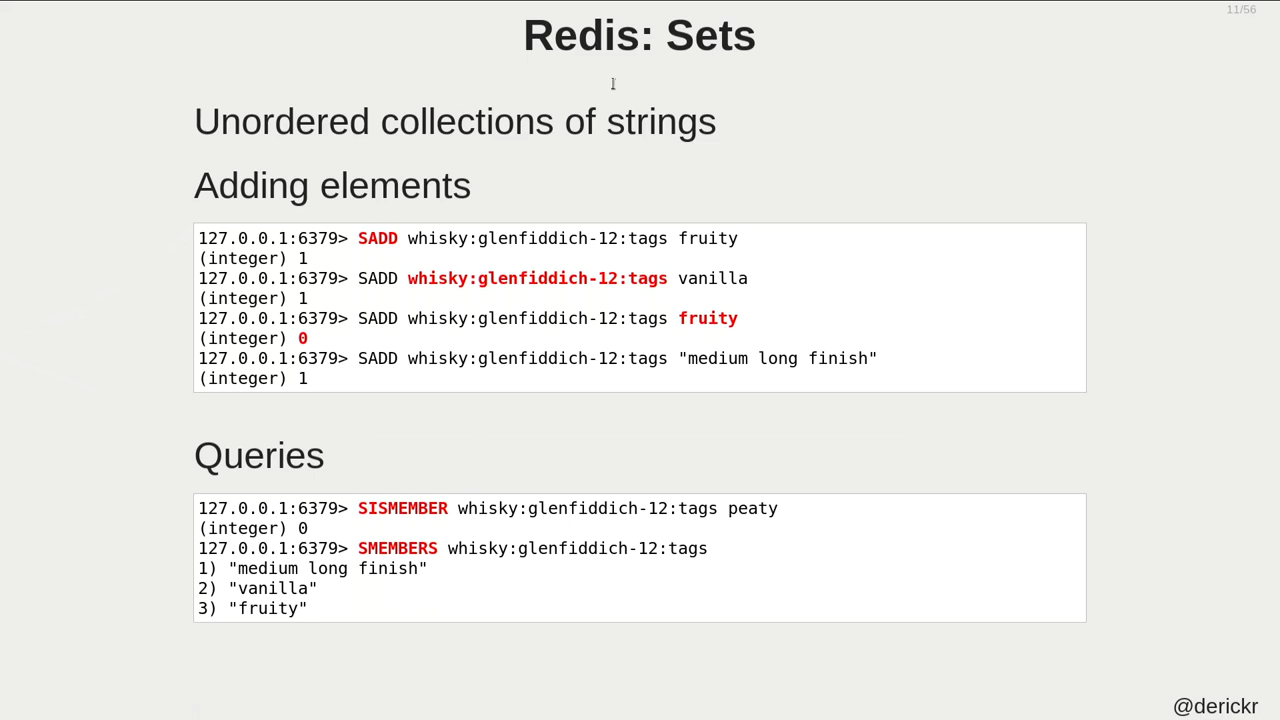 11/56
Redis: Sets
Unordered collections of strings
Adding elements
127.0.0.1:6379> SADD whisky:glenfiddich-12:tags fruity
(integer) 1
127.0.0.1:6379> SADD whisky:glenfiddich-12:tags vanilla
(integer) 1
127.0.0.1:6379> SADD whisky:glenfiddich-12:tags fruity
(integer) 0
127.0.0.1:6379> SADD whisky:glenfiddich-12:tags "medium long finish"
(integer) 1
Queries
127.0.0.1:6379> SISMEMBER whisky:glenfiddich-12:tags peaty
(integer) 0
127.0.0.1:6379> SMEMBERS whisky:glenfiddich-12:tags
1) "medium long finish"
2) "vanilla"
3) "fruity"
@derickr